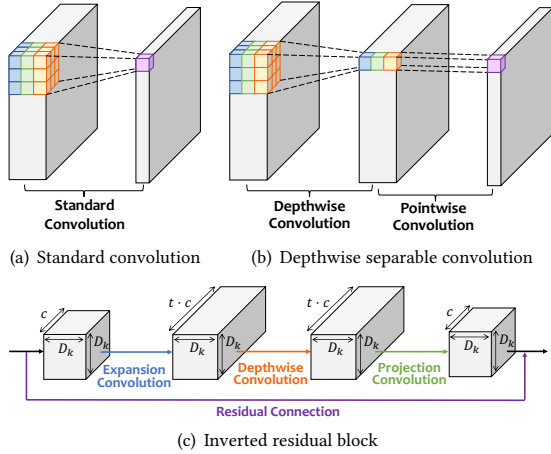 Standard
Convolution
Depthwise
Convolution
Pointwise
Convolution
(a) Standard convolution
(b) Depthwise separable convolution
c
D_k
D_k
Expansion
Convolution
t · c
D_k
D_k
Depthwise
Convolution
t · c
D_k
D_k
Projection
Convolution
c
D_k
D_k
Residual Connection
(c) Inverted residual block